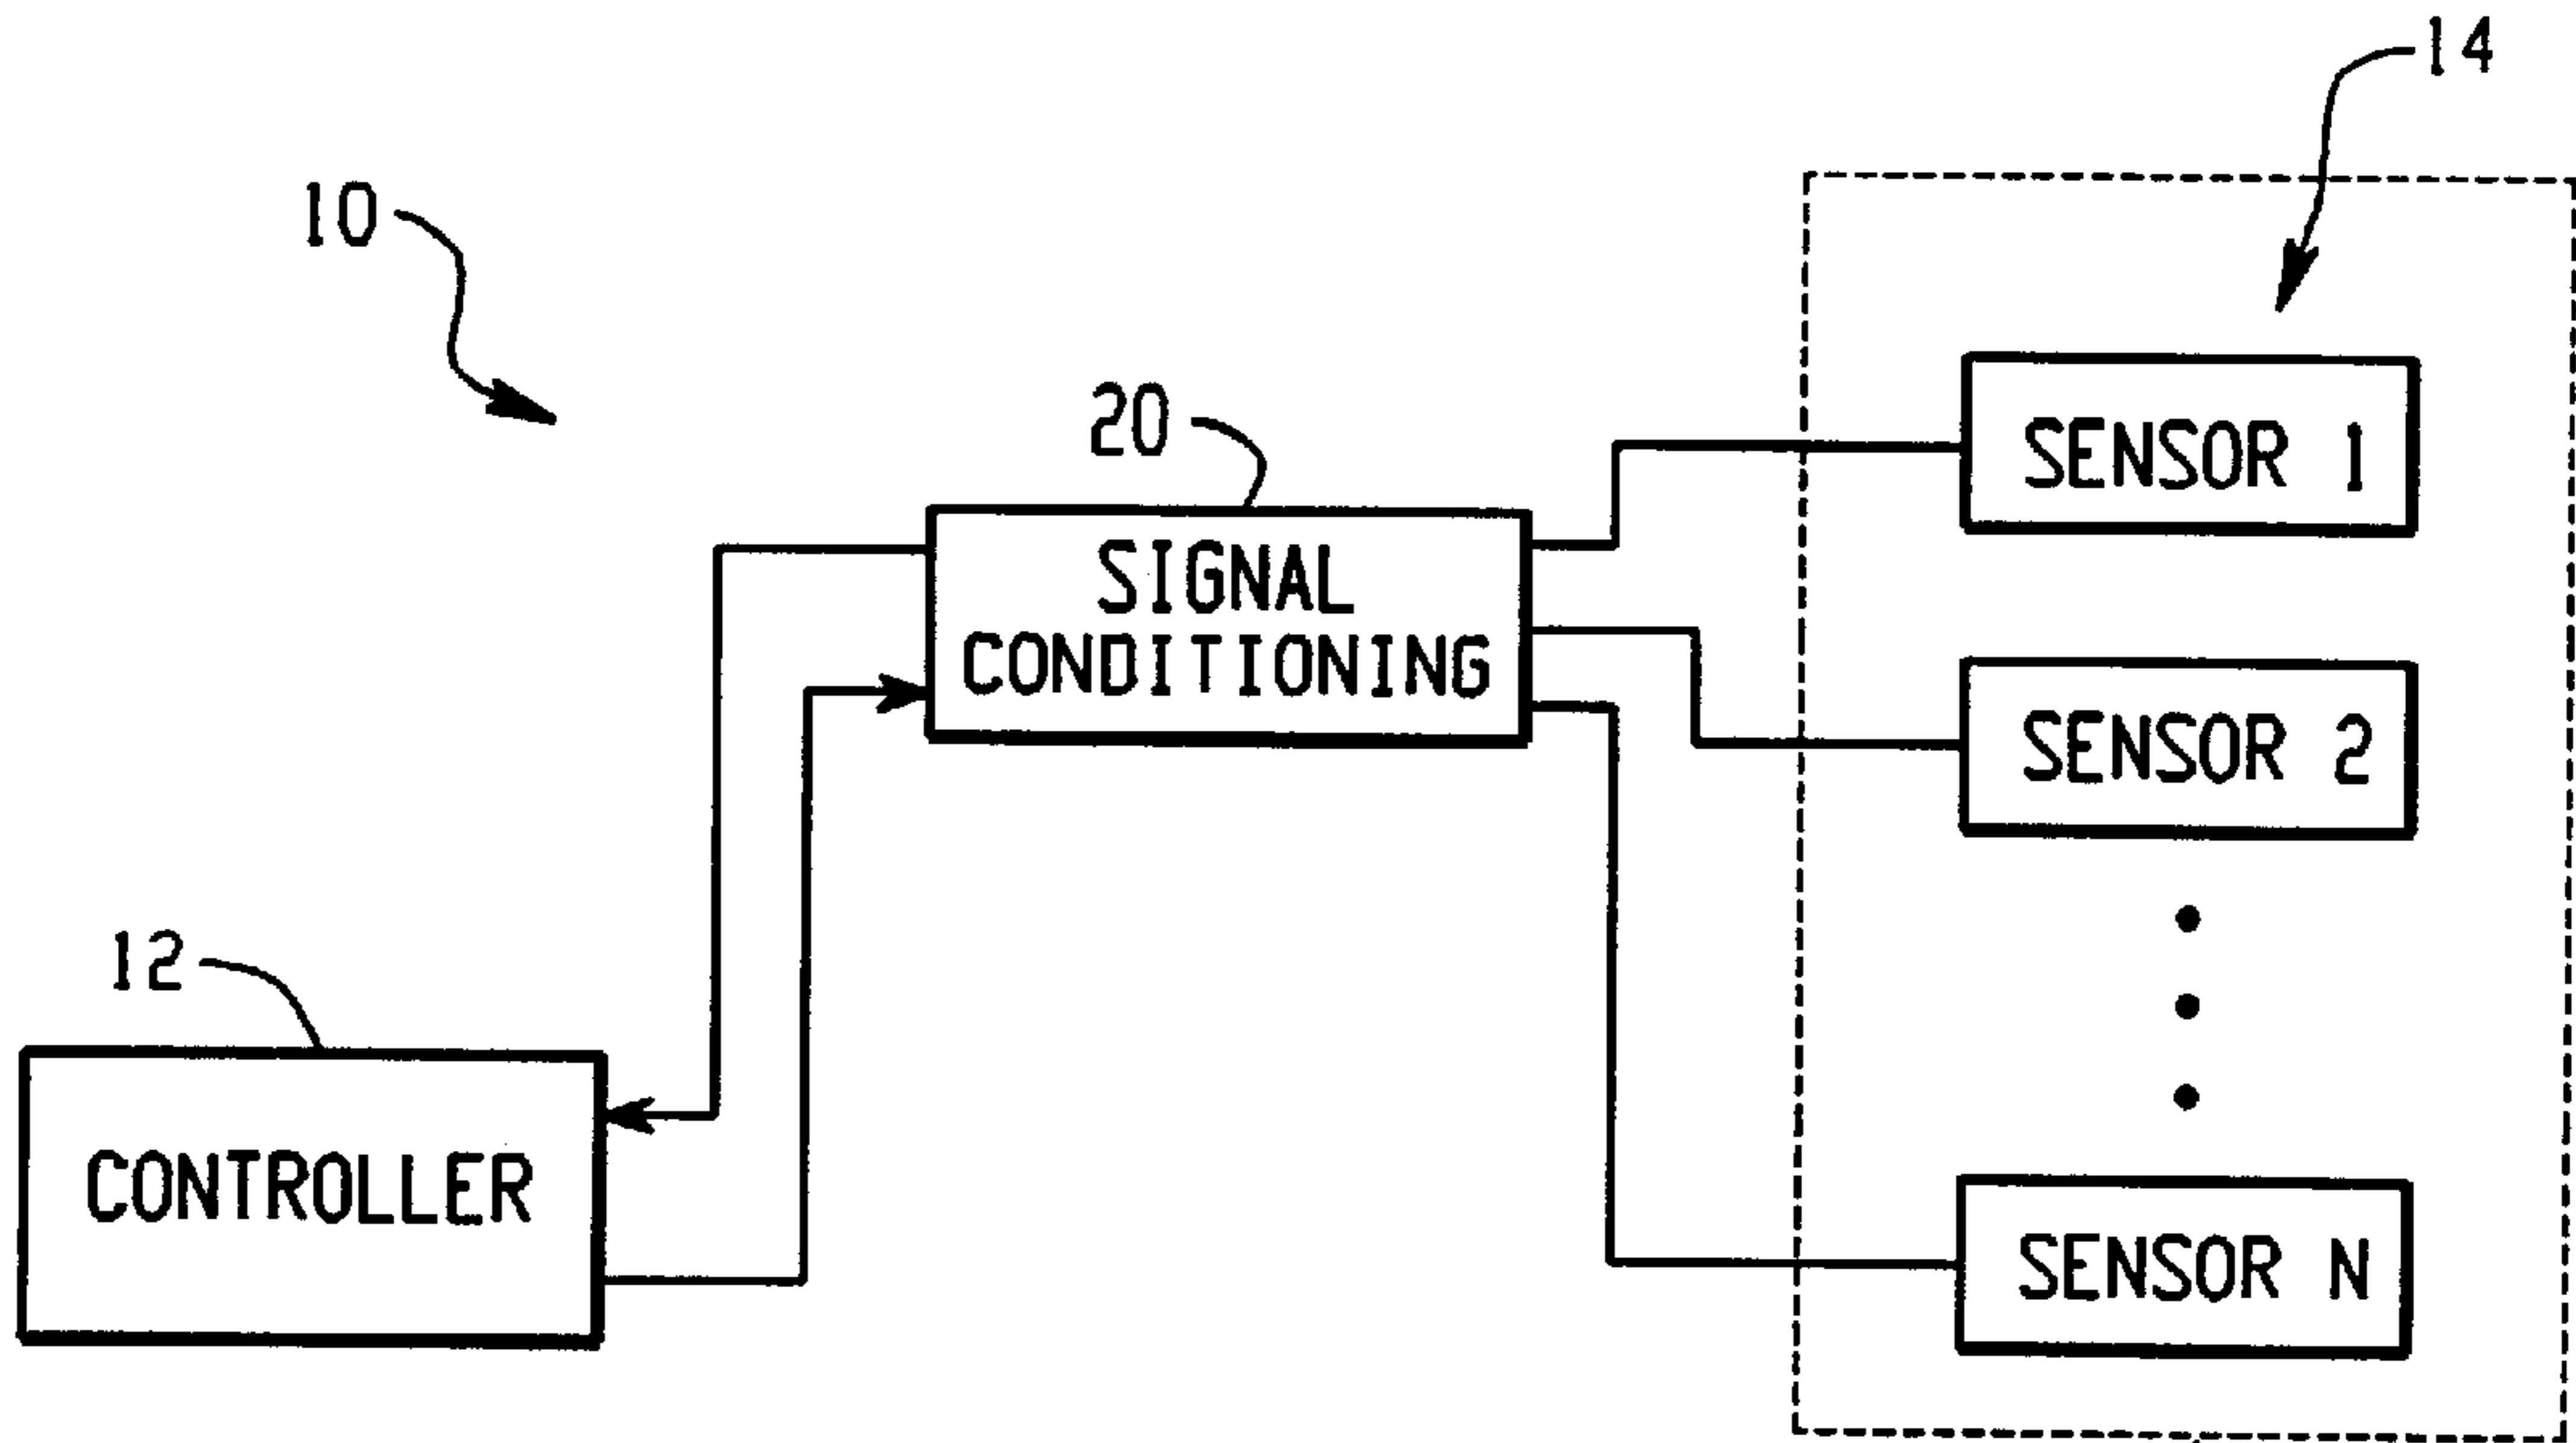 14
10
20
SENSOR 1
SIGNAL
CONDITIONING
SENSOR 2
12
CONTROLLER
SENSOR N